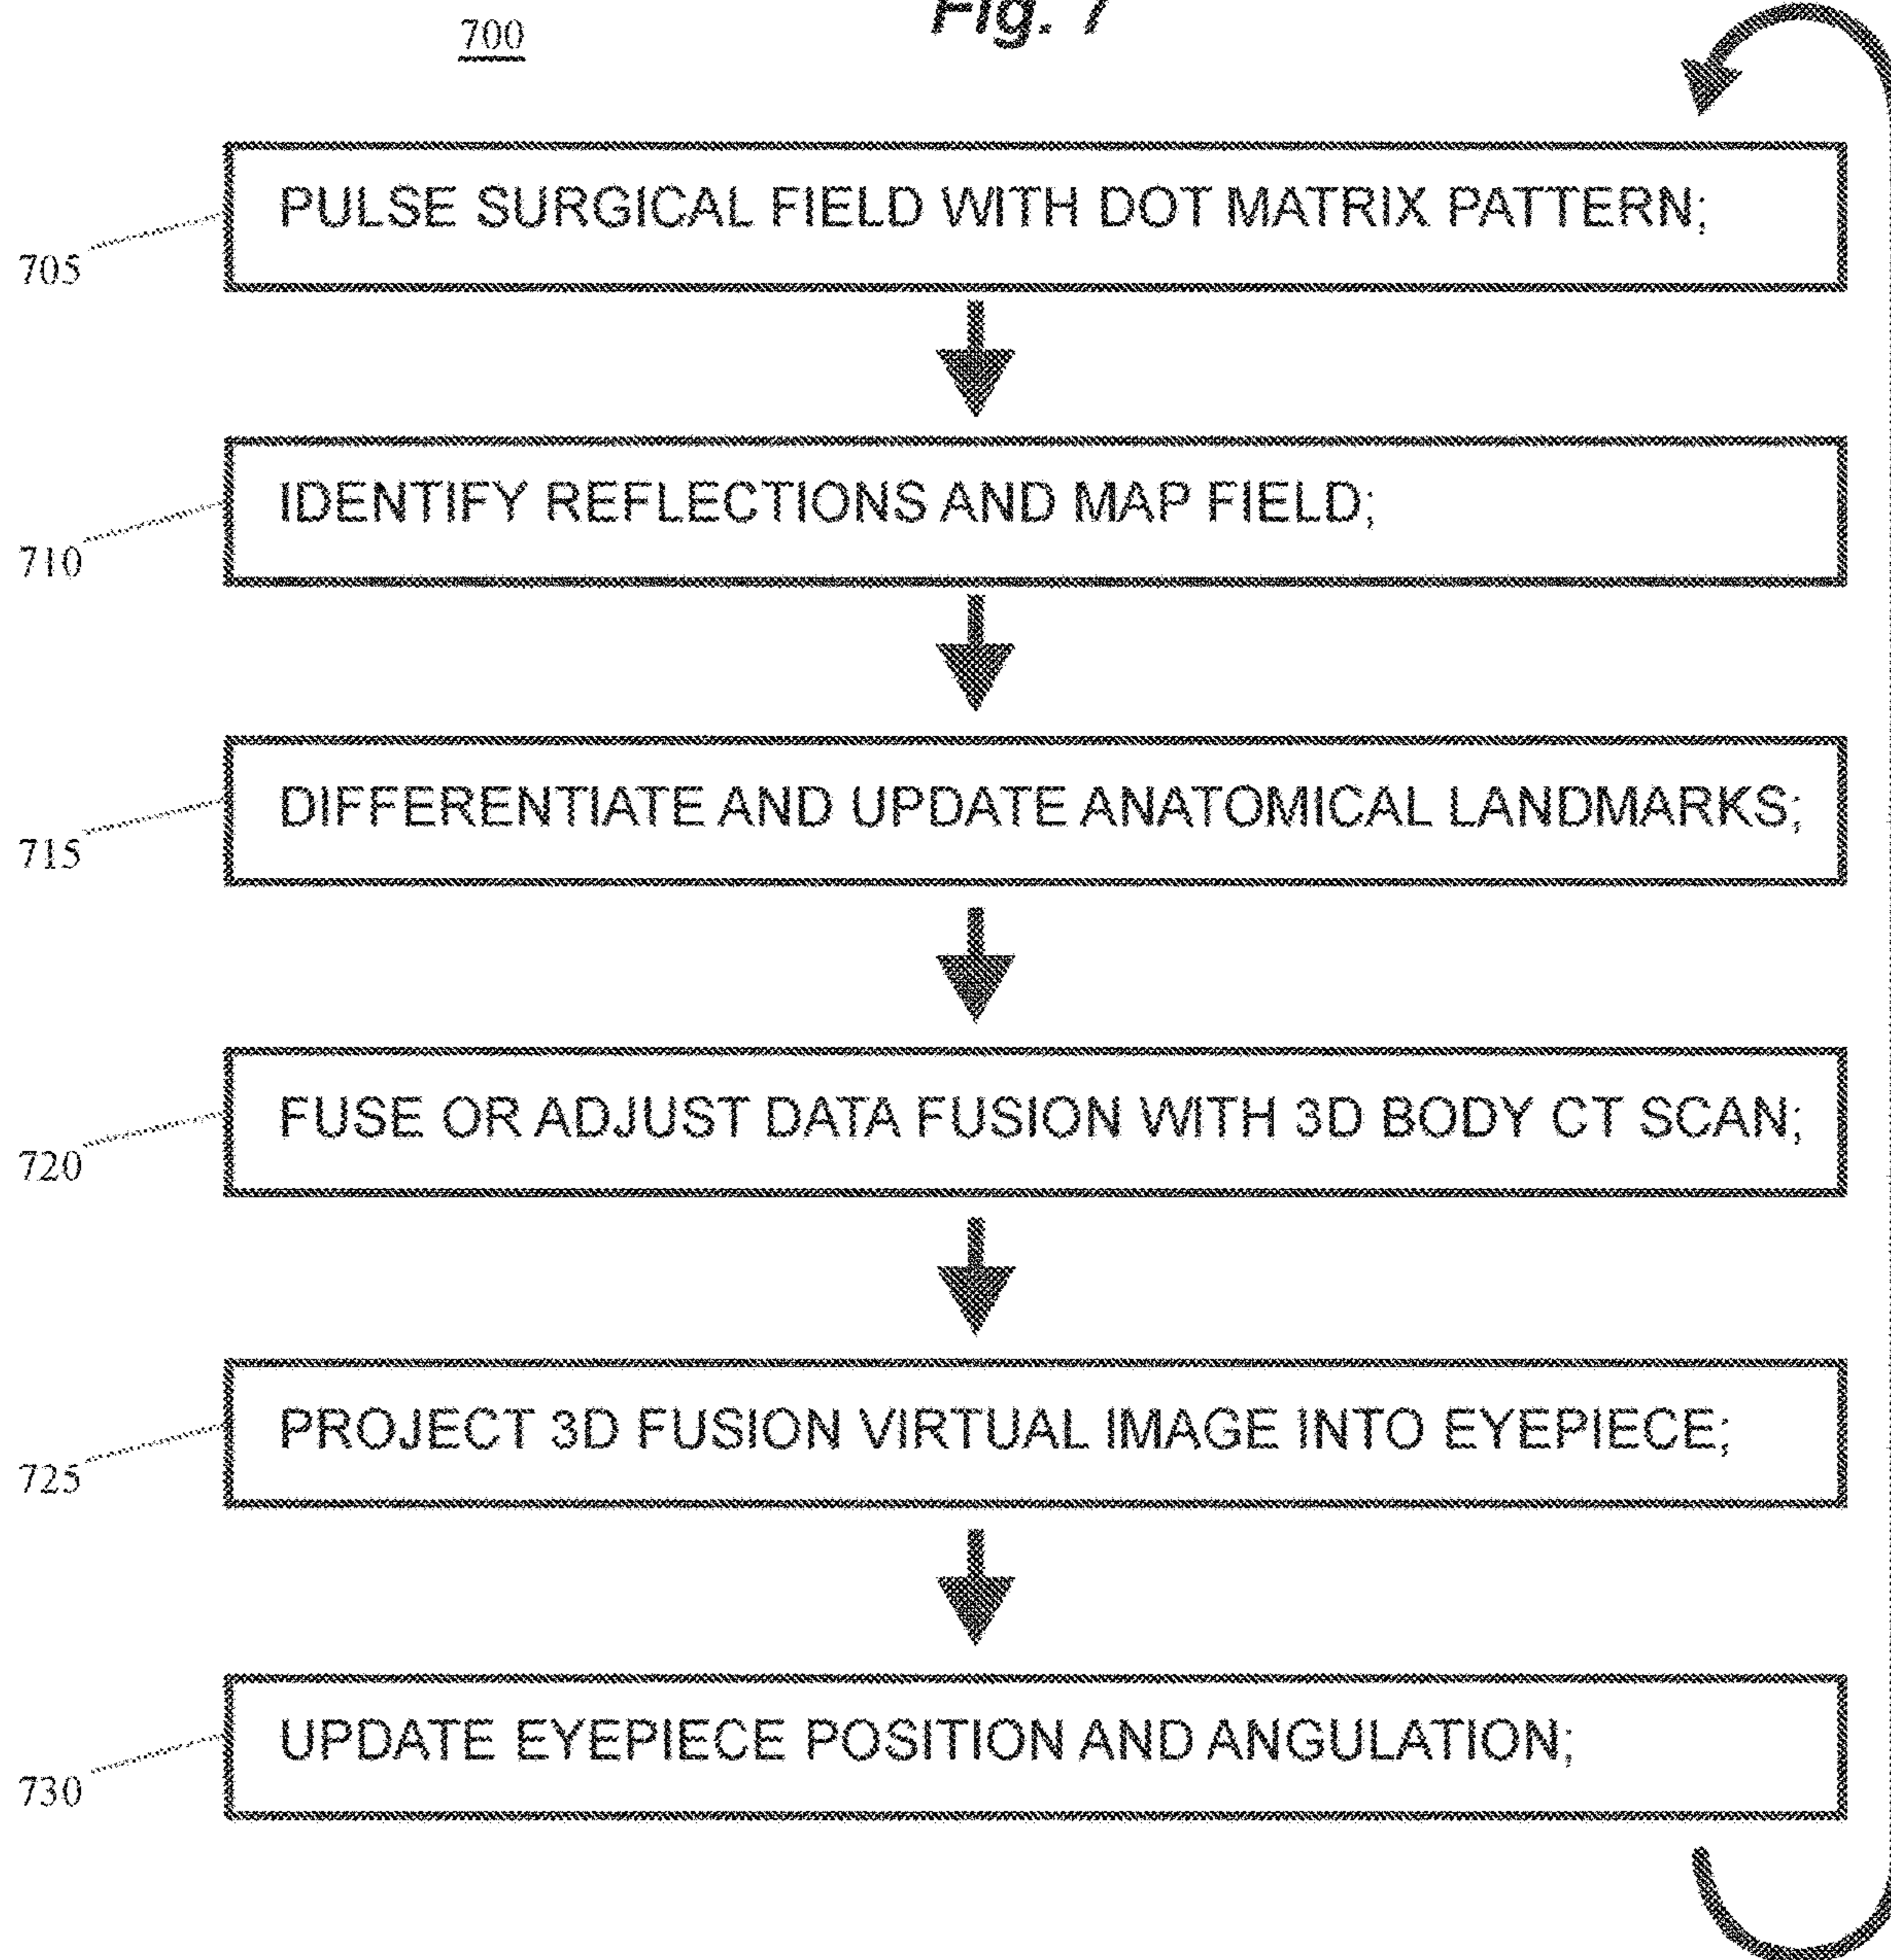 700
Fig. 7
PULSE SURGICAL FIELD WITH DOT MATRIX PATTERN;
705
IDENTIFY REFLECTIONS AND MAP FIELD;
710
DIFFERENTIATE AND UPDATE ANATOMICAL LANDMARKS;
715
FUSE OR ADJUST DATA FUSION WITH 3D BODY CT SCAN;
720
PROJECT 3D FUSION VIRTUAL IMAGE INTO EYEPIECE;
725
UPDATE EYEPIECE POSITION AND ANGULATION;
730